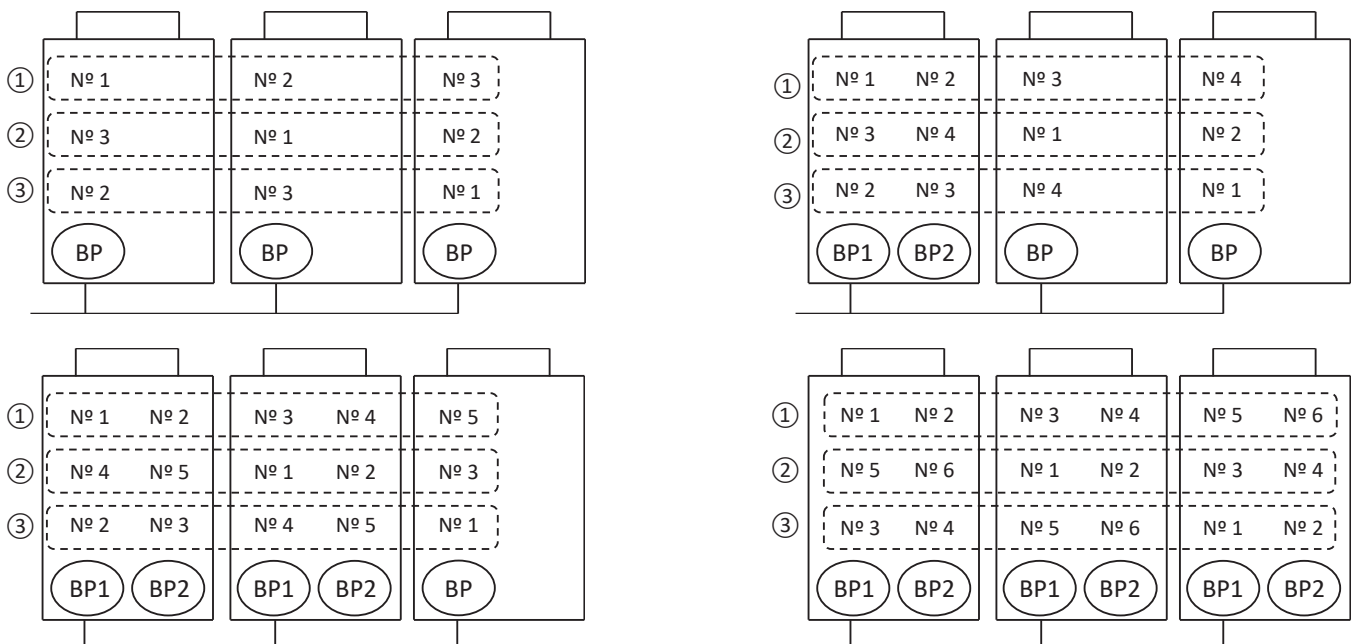 ① Nº 1 Nº 2 Nº 3
② Nº 3 Nº 1 Nº 2
③ Nº 2 Nº 3 Nº 1
BP BP BP
① Nº 1 Nº 2 Nº 3 Nº 4
② Nº 3 Nº 4 Nº 1 Nº 2
③ Nº 2 Nº 3 Nº 4 Nº 1
BP1 BP2 BP BP
① Nº 1 Nº 2 Nº 3 Nº 4 Nº 5
② Nº 4 Nº 5 Nº 1 Nº 2 Nº 3
③ Nº 2 Nº 3 Nº 4 Nº 5 Nº 1
BP1 BP2 BP1 BP2 BP
① Nº 1 Nº 2 Nº 3 Nº 4 Nº 5 Nº 6
② Nº 5 Nº 6 Nº 1 Nº 2 Nº 3 Nº 4
③ Nº 3 Nº 4 Nº 5 Nº 6 Nº 1 Nº 2
BP1 BP2 BP1 BP2 BP1 BP2